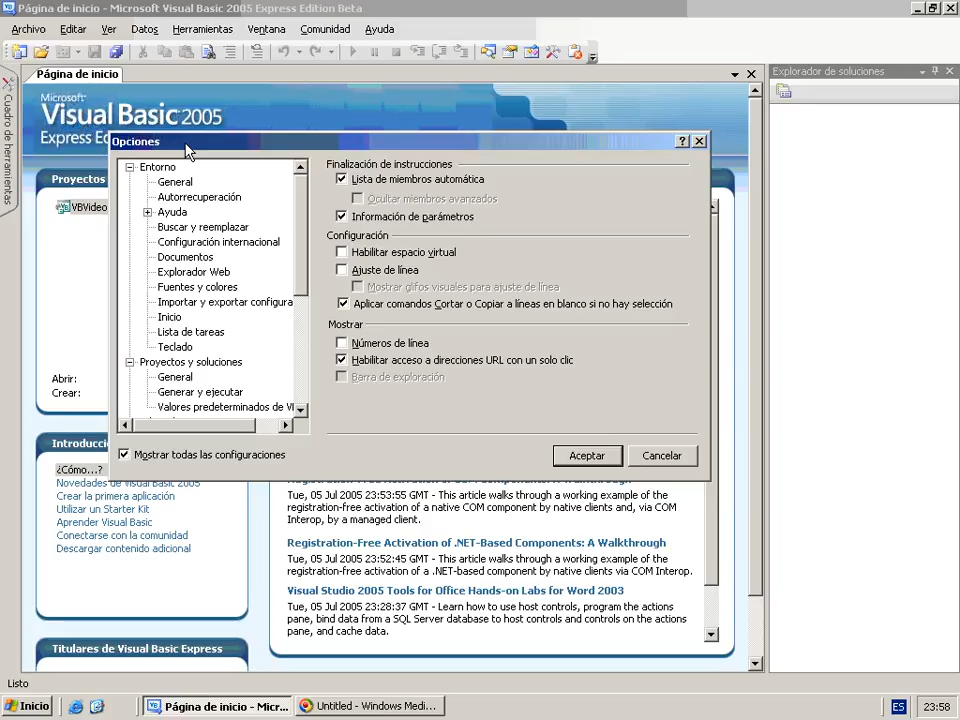 Página de inicio - Microsoft Visual Basic 2005 Express Edition Beta
Archivo Editar Ver Datos Herramientas Ventana Comunidad Ayuda
Página de inicio
Explorador de soluciones
Cuadro de herramientas
Microsoft
Visual Basic 2005
Express Ed
Opciones
Proyectos
VBVideo
Abrir:
Crear:
Entorno
General
Autorrecuperación
Ayuda
Buscar y reemplazar
Configuración internacional
Documentos
Explorador Web
Fuentes y colores
Importar y exportar configura
Inicio
Lista de tareas
Teclado
Proyectos y soluciones
General
Generar y ejecutar
Valores predeterminados de VI
Mostrar todas las configuraciones
Finalización de instrucciones
Lista de miembros automática
Ocultar miembros avanzados
Información de parámetros
Configuración
Habilitar espacio virtual
Ajuste de línea
Mostrar glifos visuales para ajuste de línea
Aplicar comandos Cortar o Copiar a líneas en blanco si no hay selección
Mostrar
Números de línea
Habilitar acceso a direcciones URL con un solo clic
Barra de exploración
Aceptar Cancelar
Introducci
¿Cómo...?
Novedades de Visual Basic 2005
Crear la primera aplicación
Utilizar un Starter Kit
Aprender Visual Basic
Conectarse con la comunidad
Descargar contenido adicional
Titulares de Visual Basic Express
Tue, 05 Jul 2005 23:53:55 GMT - This article walks through a working example of the
registration-free activation of a native COM component by native clients and, via COM
Interop, by a managed client.
Registration-Free Activation of .NET-Based Components: A Walkthrough
Tue, 05 Jul 2005 23:52:45 GMT - This article walks through a working example of the
registration-free activation of a .NET-based component by native clients via COM Interop.
Visual Studio 2005 Tools for Office Hands-on Labs for Word 2003
Tue, 05 Jul 2005 23:28:37 GMT - Learn how to use host controls, program the actions
pane, bind data from a SQL Server database to host controls and controls on the actions
pane, and cache data.
Listo
Inicio Página de inicio - Micr... Untitled - Windows Medi... ES 23:58